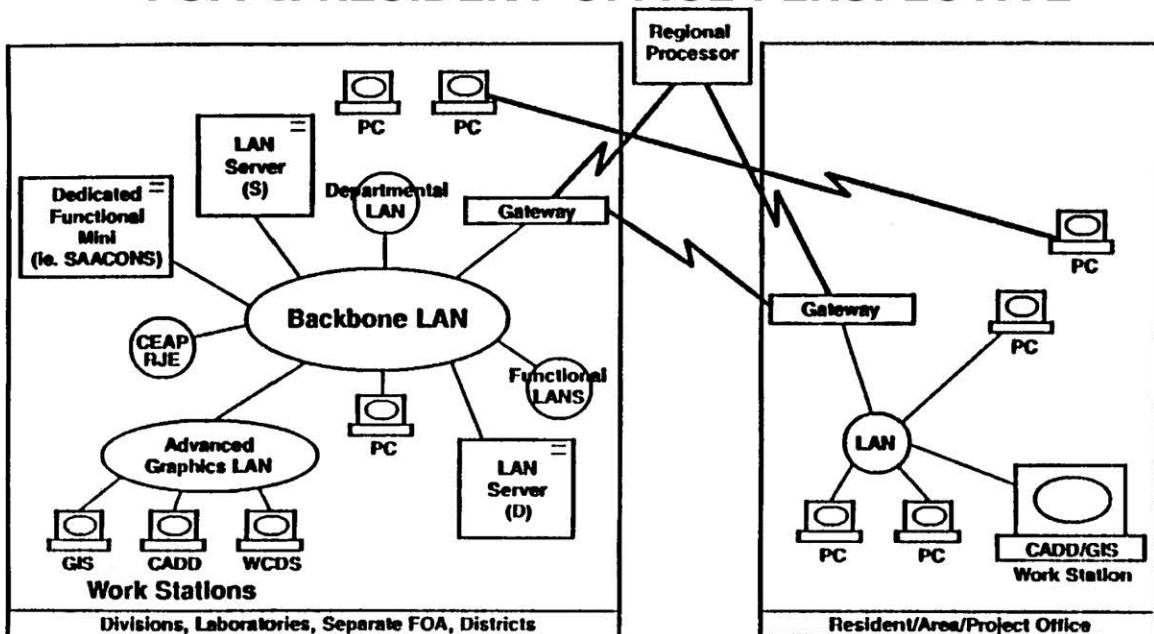 Regional
Processor
PC
PC
LAN
Server
(S)
Dedicated
Functional
Mini
(ie. SAACONS)
Departmental
LAN
Gateway
PC
Backbone LAN
Gateway
CEAP
RJE
PC
Functional
LANS
PC
Advanced
Graphics LAN
LAN
Server
(D)
LAN
GIS
CADD
WCDS
PC
PC
CADD/GIS
Work Station
Work Stations
Divisions, Laboratories, Separate FOA, Districts
Resident/Area/Project Office